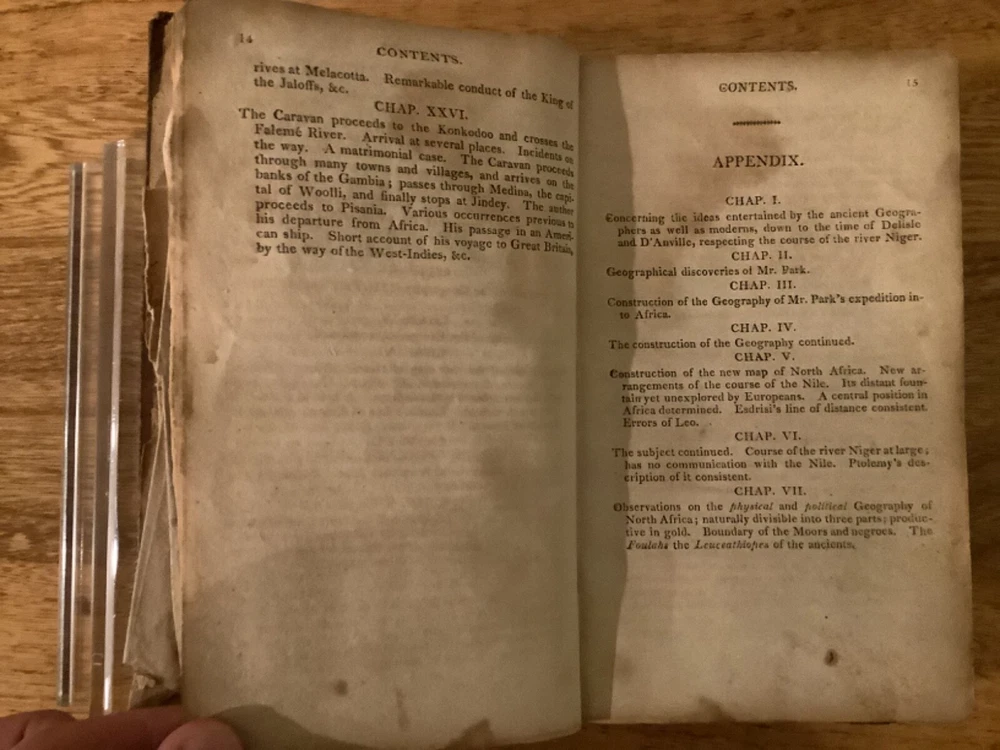 14
CONTENTS.
rives at Melacotta. Remarkable conduct of the King of
the Jaloffs, &c.
CHAP. XXVI.
The Caravan proceeds to the Konkodoo and crosses the
Falemé River. Arrival at several places. Incidents on
the way. A matrimonial case. The Caravan proceeds
through many towns and villages, and arrives on the
banks of the Gambia; passes through Medina, the capi-
tal of Woolli, and finally stops at Jindey. The author
proceeds to Pisania. Various occurrences previous to
his departure from Africa. His passage in an Ameri-
can ship. Short account of his voyage to Great Britain,
by the way of the West-Indies, &c.
CONTENTS.
15
APPENDIX.
CHAP. I.
Concerning the ideas entertained by the ancient Geogra-
phers as well as moderns, down to the time of Delisle
and D'Anville, respecting the course of the river Niger.
CHAP. II.
Geographical discoveries of Mr. Park.
CHAP. III.
Construction of the Geography of Mr. Park's expedition in-
to Africa.
CHAP. IV.
The construction of the Geography continued.
CHAP. V.
Construction of the new map of North Africa. New ar-
rangements of the course of the Nile. Its distant foun-
tain yet unexplored by Europeans. A central position in
Africa determined. Esdrisi's line of distance consistent.
Errors of Leo.
CHAP. VI.
The subject continued. Course of the river Niger at large;
has no communication with the Nile. Ptolemy's des-
cription of it consistent.
CHAP. VII.
Observations on the physical and political Geography of
North Africa; naturally divisible into three parts; produc-
tive in gold. Boundary of the Moors and negroes. The
Foulahs the Leuceathiopes of the ancients.